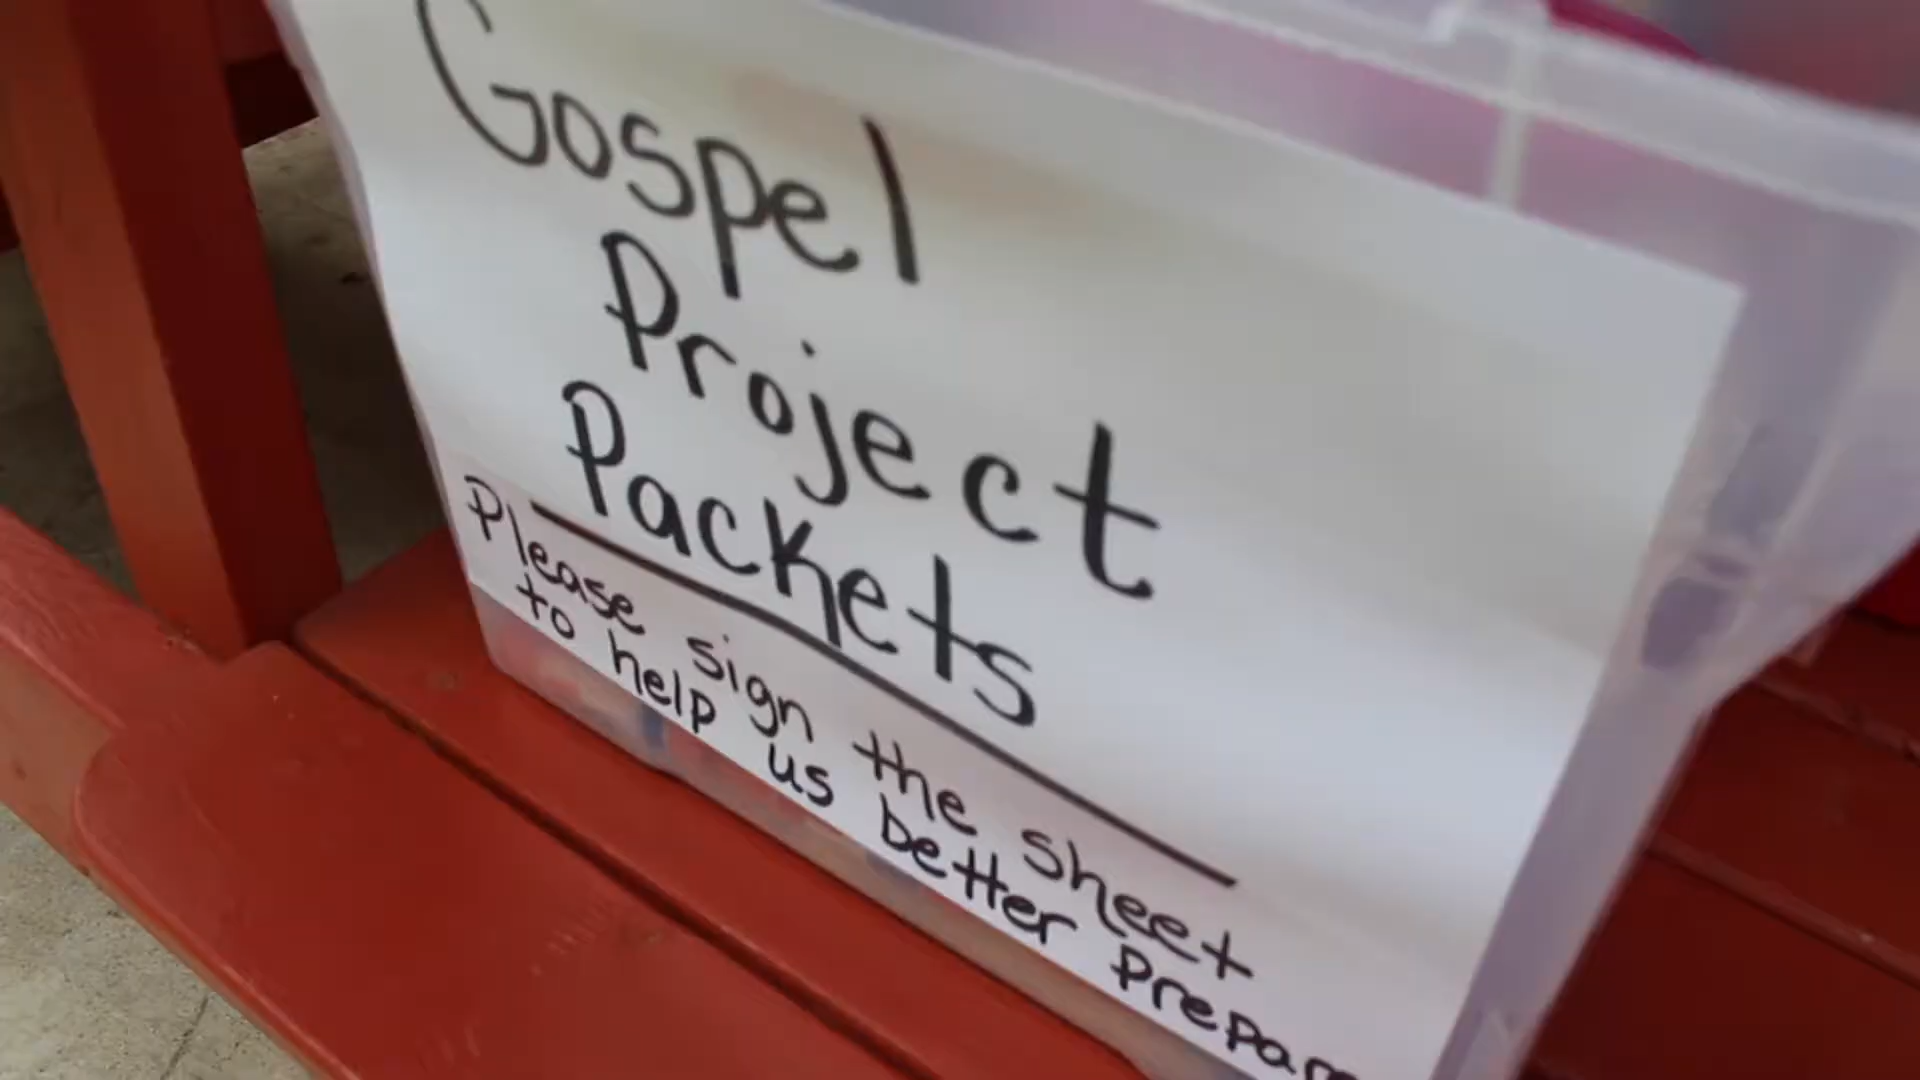 Gospel
Project
Packets
Please sign the sheet
to help us better